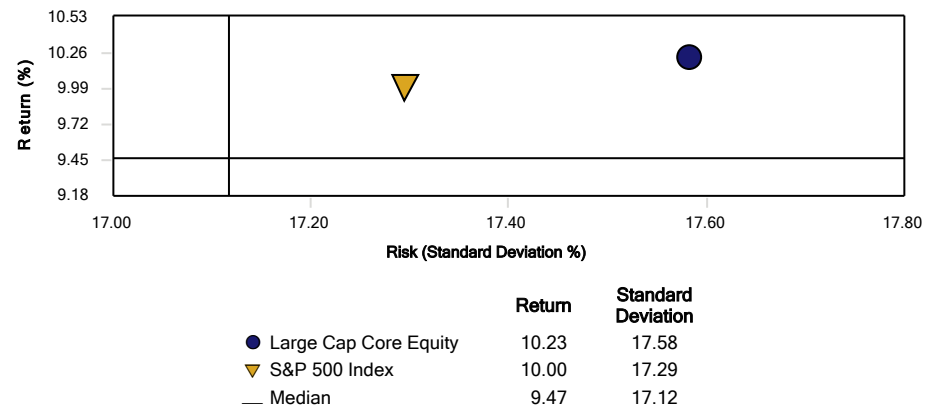 10.53
10.26
9.99
9.72
9.45
9.18
Return (%)
17.00 17.20 17.40 17.60 17.80
Risk (Standard Deviation %)
Return Standard Deviation
Large Cap Core Equity 10.23 17.58
S&P 500 Index 10.00 17.29
Median 9.47 17.12